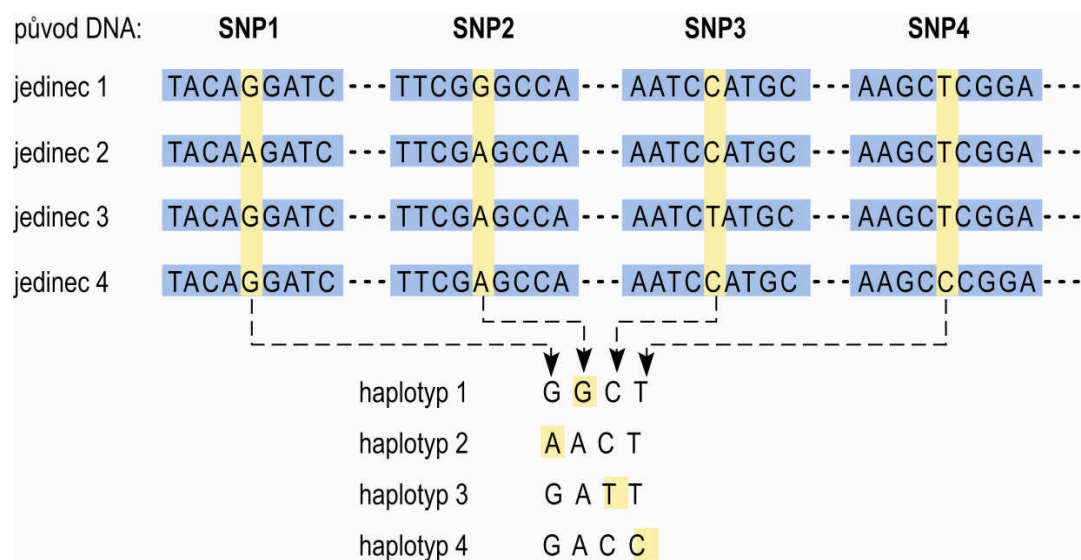 původ DNA: SNP1 SNP2 SNP3 SNP4
jedinec 1 TACAGGATC --- TTCGGGCCA --- AATCCATGC --- AAGCTCGGA ---
jedinec 2 TACAAGATC --- TTCGAGCCA --- AATCCATGC --- AAGCTCGGA ---
jedinec 3 TACAGGATC --- TTCGAGCCA --- AATCTATGC --- AAGCTCGGA ---
jedinec 4 TACAGGATC --- TTCGAGCCA --- AATCCATGC --- AAGCCCGGA ---
haplotyp 1 G G C T
haplotyp 2 A A C T
haplotyp 3 G A T T
haplotyp 4 G A C C